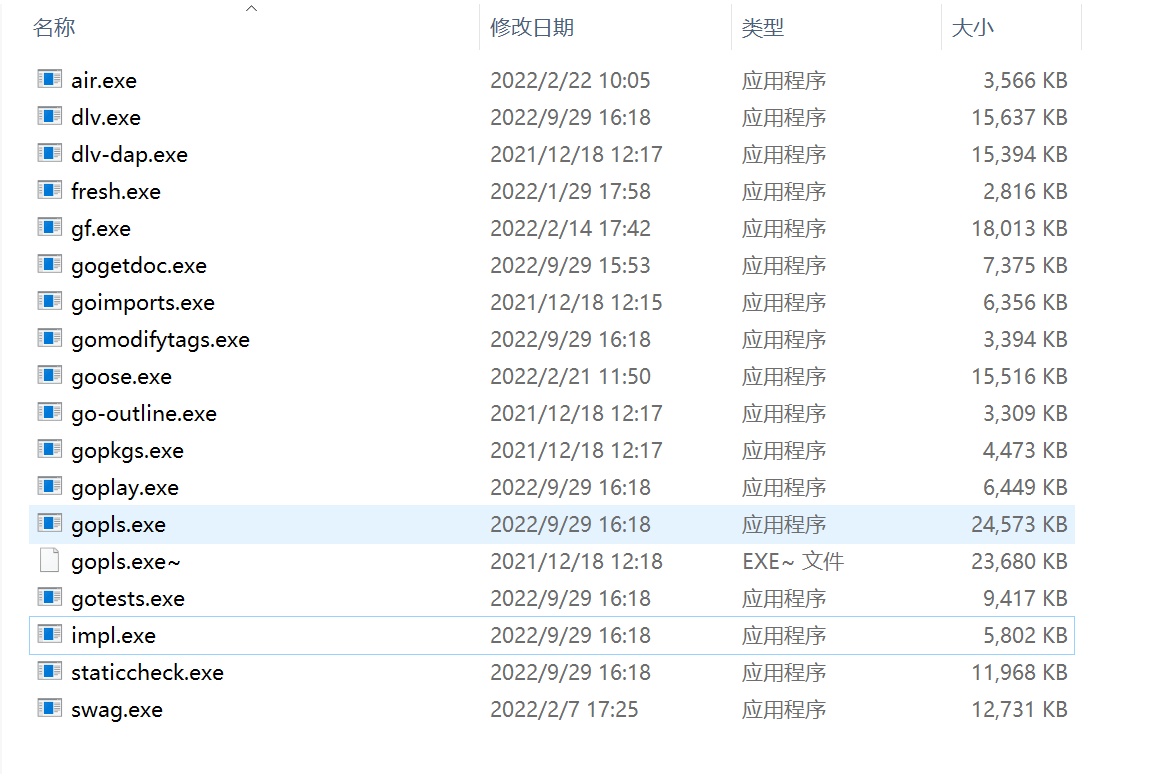 名称 修改日期 类型 大小
air.exe 2022/2/22 10:05 应用程序 3,566 KB
dlv.exe 2022/9/29 16:18 应用程序 15,637 KB
dlv-dap.exe 2021/12/18 12:17 应用程序 15,394 KB
fresh.exe 2022/1/29 17:58 应用程序 2,816 KB
gf.exe 2022/2/14 17:42 应用程序 18,013 KB
gogetdoc.exe 2022/9/29 15:53 应用程序 7,375 KB
goimports.exe 2021/12/18 12:15 应用程序 6,356 KB
gomodifytags.exe 2022/9/29 16:18 应用程序 3,394 KB
goose.exe 2022/2/21 11:50 应用程序 15,516 KB
go-outline.exe 2021/12/18 12:17 应用程序 3,309 KB
gopkgs.exe 2021/12/18 12:17 应用程序 4,473 KB
goplay.exe 2022/9/29 16:18 应用程序 6,449 KB
gopls.exe 2022/9/29 16:18 应用程序 24,573 KB
gopls.exe~ 2021/12/18 12:18 EXE~ 文件 23,680 KB
gotests.exe 2022/9/29 16:18 应用程序 9,417 KB
impl.exe 2022/9/29 16:18 应用程序 5,802 KB
staticcheck.exe 2022/9/29 16:18 应用程序 11,968 KB
swag.exe 2022/2/7 17:25 应用程序 12,731 KB